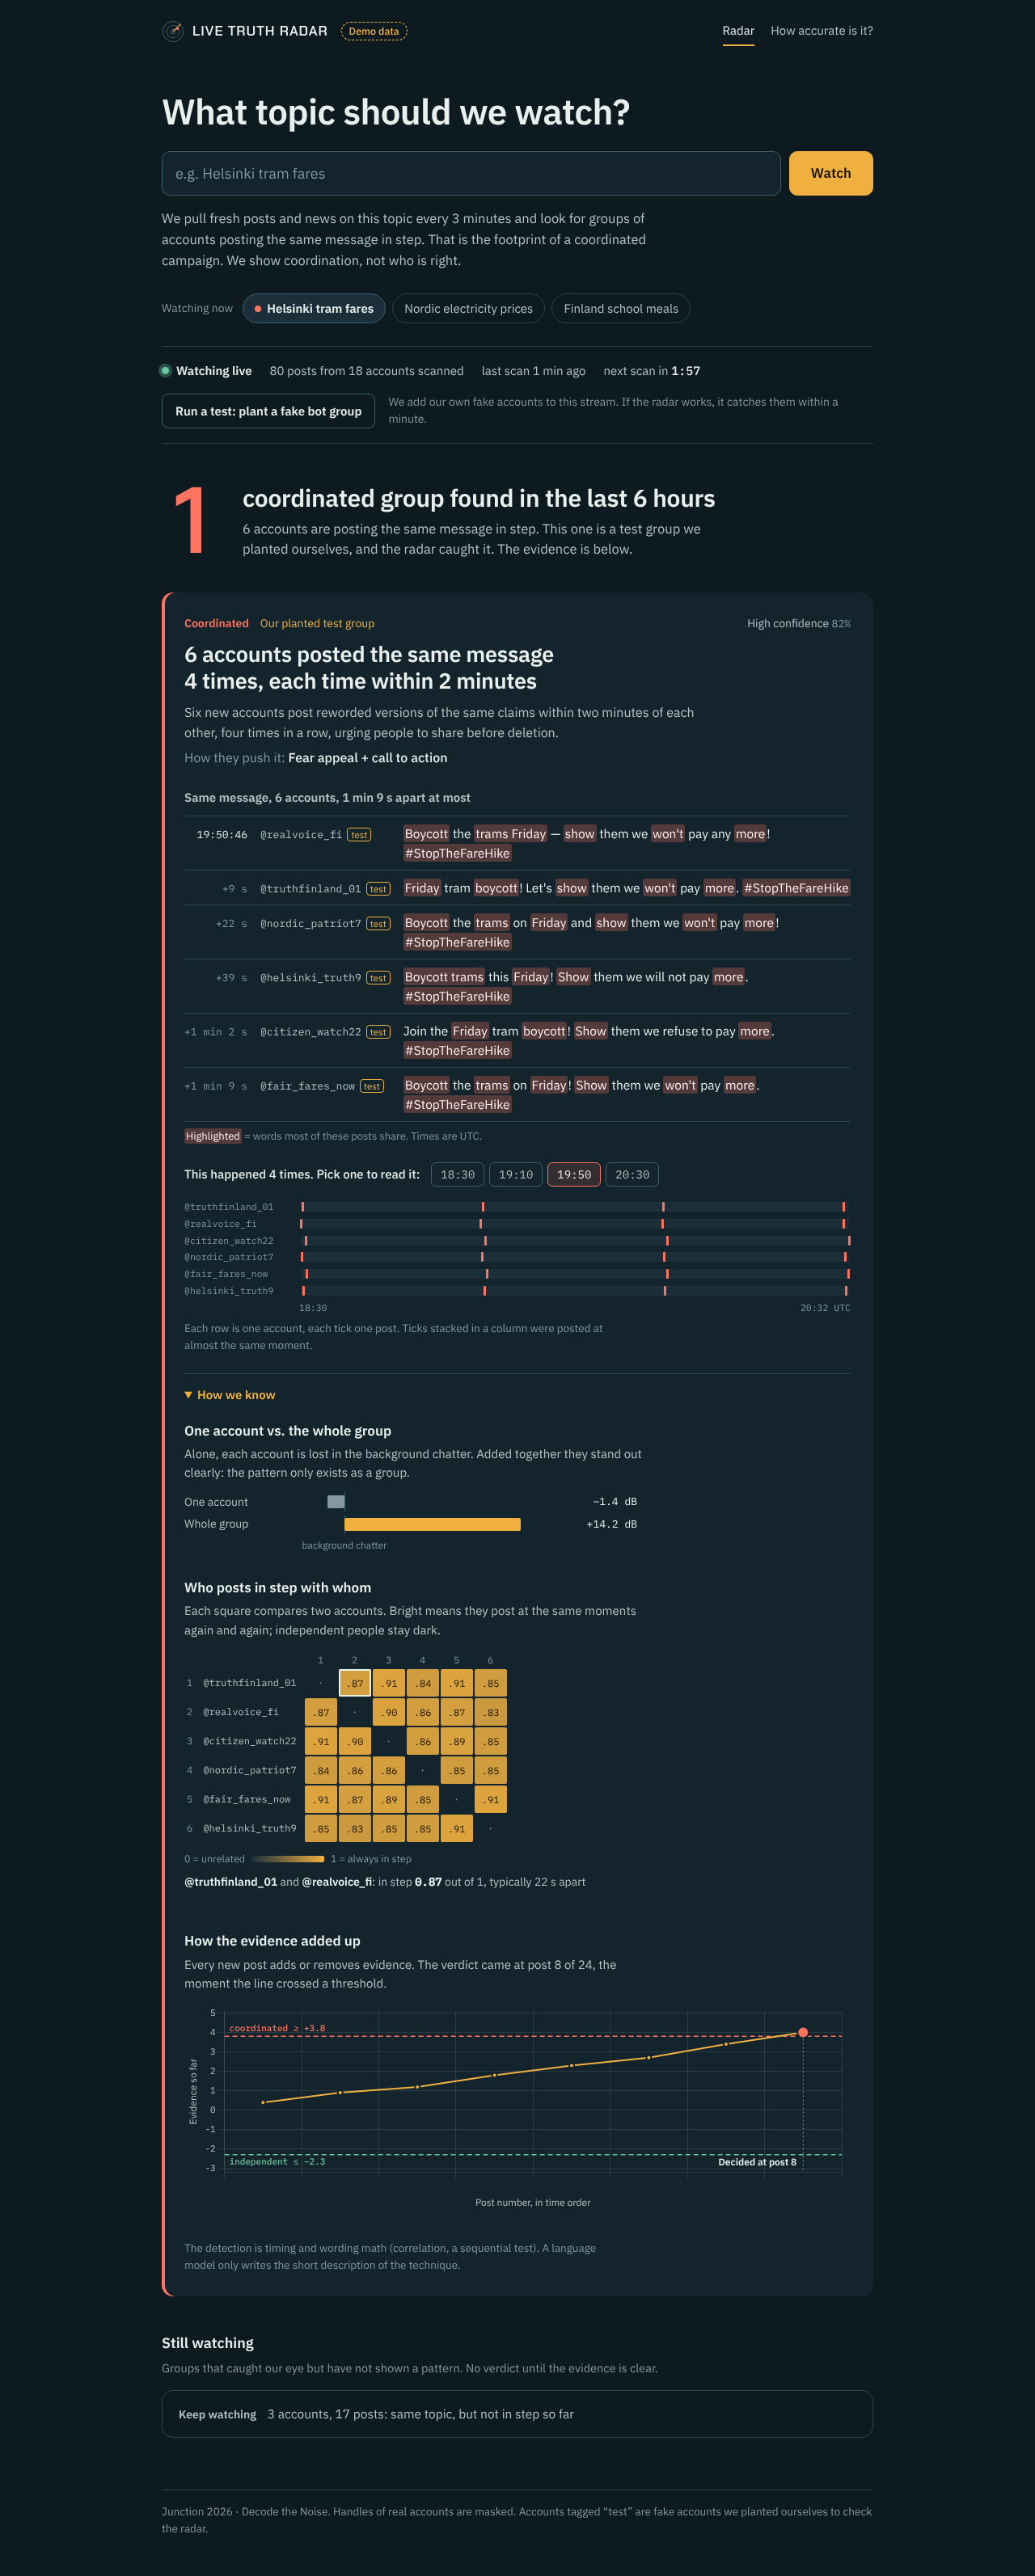 LIVE TRUTH RADAR
Demo data
Radar
How accurate is it?
What topic should we watch?
e.g. Helsinki tram fares
Watch
We pull fresh posts and news on this topic every 3 minutes and look for groups of
accounts posting the same message in step. That is the footprint of a coordinated
campaign. We show coordination, not who is right.
Watching now
Helsinki tram fares
Nordic electricity prices
Finland school meals
Watching live
80 posts from 18 accounts scanned
last scan 1 min ago
next scan in 1:57
Run a test: plant a fake bot group
We add our own fake accounts to this stream. If the radar works, it catches them within a
minute.
1
coordinated group found in the last 6 hours
6 accounts are posting the same message in step. This one is a test group we
planted ourselves, and the radar caught it. The evidence is below.
Coordinated
Our planted test group
High confidence 82%
6 accounts posted the same message
4 times, each time within 2 minutes
Six new accounts post reworded versions of the same claims within two minutes of each
other, four times in a row, urging people to share before deletion.
How they push it: Fear appeal + call to action
Same message, 6 accounts, 1 min 9 s apart at most
19:50:46 @realvoice_fi test Boycott the trams Friday — show them we won't pay any more!
#StopTheFareHike
+9 s @truthfinland_01 test Friday tram boycott! Let's show them we won't pay more. #StopTheFareHike
+22 s @nordic_patriot7 test Boycott the trams on Friday and show them we won't pay more!
#StopTheFareHike
+39 s @helsinki_truth9 test Boycott trams this Friday! Show them we will not pay more.
#StopTheFareHike
+1 min 2 s @citizen_watch22 test Join the Friday tram boycott! Show them we refuse to pay more.
#StopTheFareHike
+1 min 9 s @fair_fares_now test Boycott the trams on Friday! Show them we won't pay more.
#StopTheFareHike
Highlighted = words most of these posts share. Times are UTC.
This happened 4 times. Pick one to read it: 18:30 19:10 19:50 20:30
@truthfinland_01
@realvoice_fi
@citizen_watch22
@nordic_patriot7
@fair_fares_now
@helsinki_truth9
18:30 20:32 UTC
Each row is one account, each tick one post. Ticks stacked in a column were posted at
almost the same moment.
▼ How we know
One account vs. the whole group
Alone, each account is lost in the background chatter. Added together they stand out
clearly: the pattern only exists as a group.
One account −1.4 dB
Whole group +14.2 dB
background chatter
Who posts in step with whom
Each square compares two accounts. Bright means they post at the same moments
again and again; independent people stay dark.
1 2 3 4 5 6
1 @truthfinland_01 · .87 .91 .84 .91 .85
2 @realvoice_fi .87 · .90 .86 .87 .83
3 @citizen_watch22 .91 .90 · .86 .89 .85
4 @nordic_patriot7 .84 .86 .86 · .85 .85
5 @fair_fares_now .91 .87 .89 .85 · .91
6 @helsinki_truth9 .85 .83 .85 .85 .91 ·
0 = unrelated 1 = always in step
@truthfinland_01 and @realvoice_fi: in step 0.87 out of 1, typically 22 s apart
How the evidence added up
Every new post adds or removes evidence. The verdict came at post 8 of 24, the
moment the line crossed a threshold.
5
coordinated ≥ +3.8
4
3
2
1
0
-1
-2
-3
Evidence so far
independent ≤ −2.3
Decided at post 8
Post number, in time order
The detection is timing and wording math (correlation, a sequential test). A language
model only writes the short description of the technique.
Still watching
Groups that caught our eye but have not shown a pattern. No verdict until the evidence is clear.
Keep watching 3 accounts, 17 posts: same topic, but not in step so far
Junction 2026 · Decode the Noise. Handles of real accounts are masked. Accounts tagged “test” are fake accounts we planted ourselves to check
the radar.